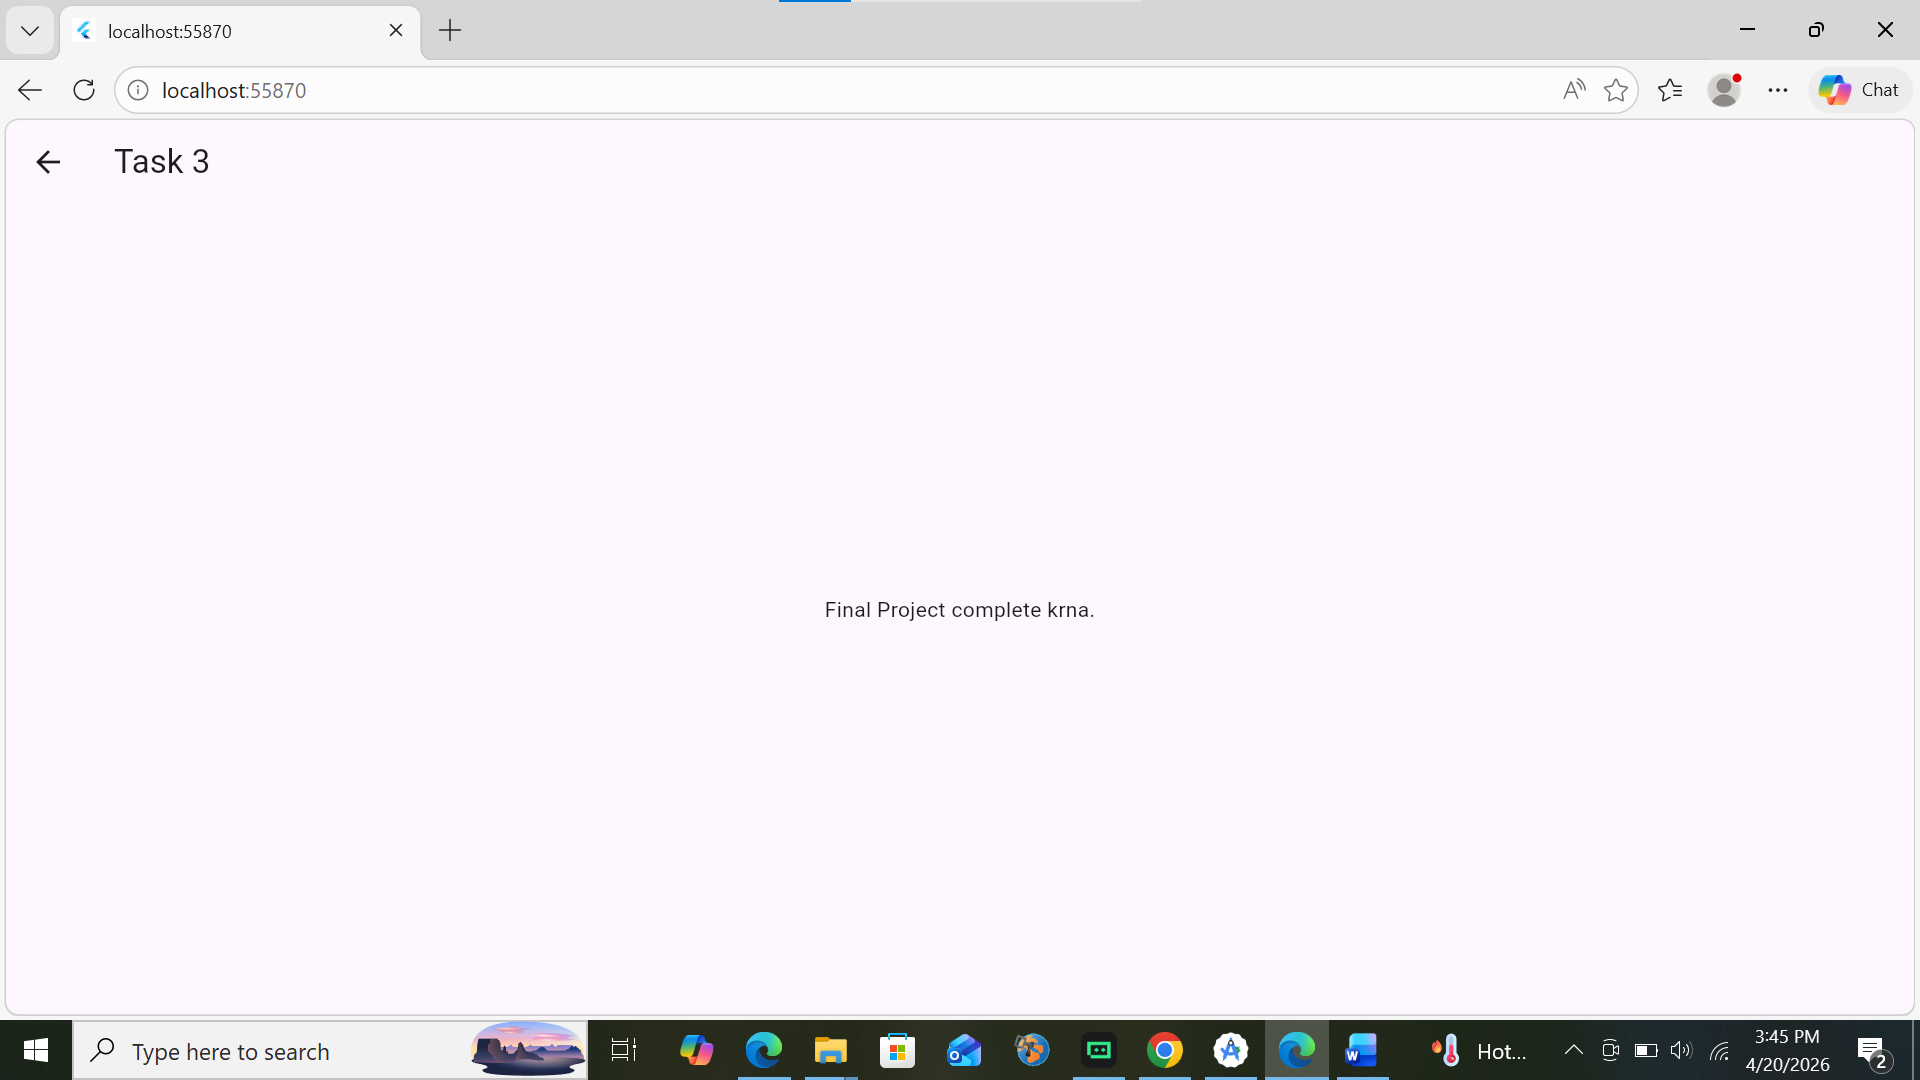 localhost:55870
localhost:55870
Chat
Task 3
Final Project complete krna.
Type here to search
Hot...
3:45 PM
4/20/2026
2